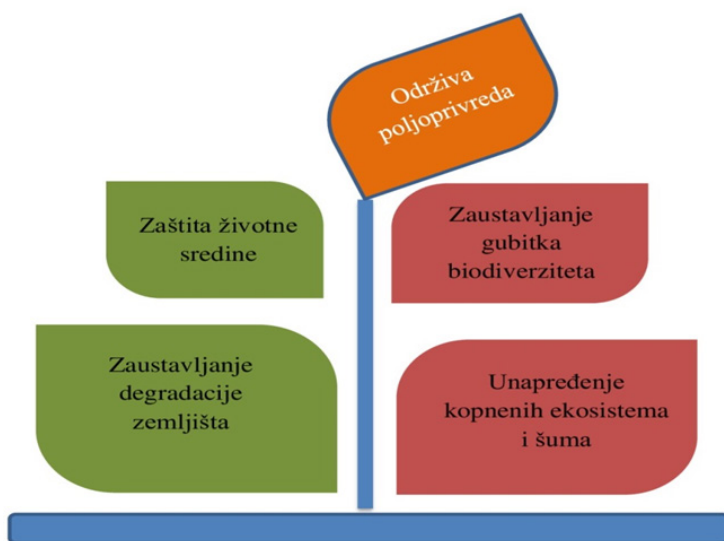 Održiva
poljoprivreda
Zaštita životne
sredine
Zaustavljanje
gubitka
biodiverziteta
Zaustavljanje
degradacije
zemljišta
Unapređenje
kopnenih ekosistema
i šuma